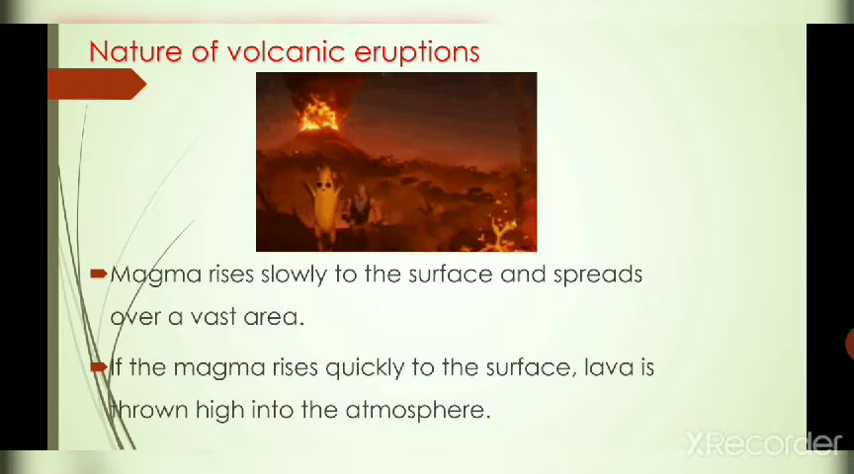 Nature of volcanic eruptions
Magma rises slowly to the surface and spreads
over a vast area.
If the magma rises quickly to the surface, lava is
thrown high into the atmosphere.
XRecorder